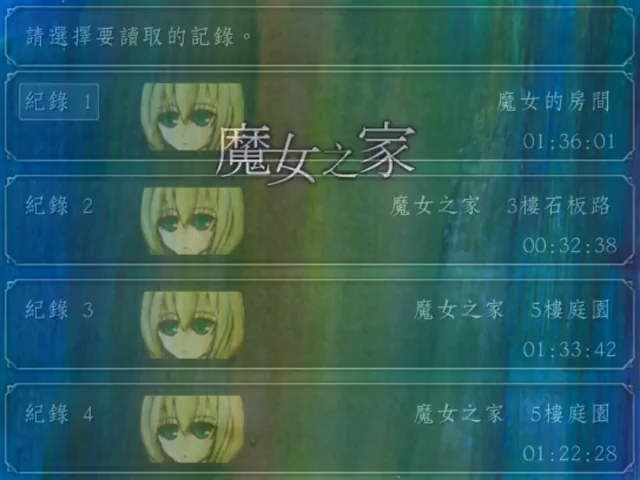 請選擇要讀取的記錄。
紀錄 1
魔女的房間
01:36:01
魔女之家
紀錄 2
魔女之家 3樓石板路
00:32:38
紀錄 3
魔女之家 5樓庭園
01:33:42
紀錄 4
魔女之家 5樓庭園
01:22:28